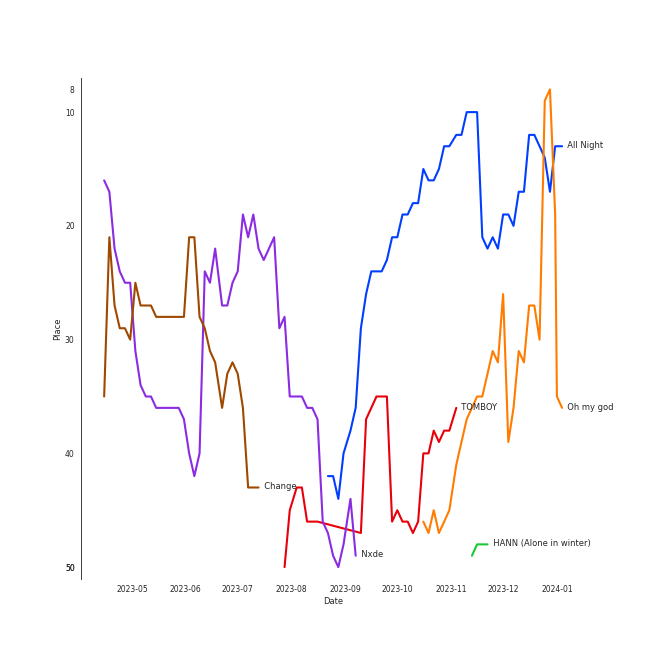 8
10
All Night
20
Place
30
TOMBOY
Oh my god
40
Change
HANN (Alone in winter)
Nxde
50
2023-05 2023-06 2023-07 2023-08 2023-09 2023-10 2023-11 2023-12 2024-01
Date